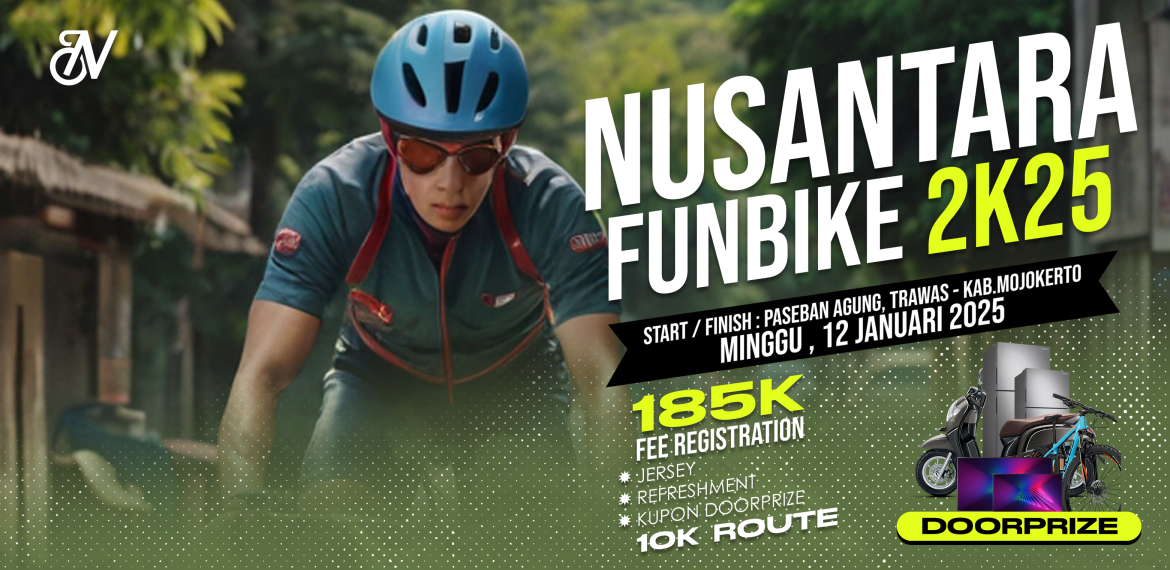 NUSANTARA
FUNBIKE 2K25
START / FINISH : PASEBAN AGUNG, TRAWAS - KAB.MOJOKERTO
MINGGU , 12 JANUARI 2025
185K
FEE REGISTRATION
JERSEY
REFRESHMENT
KUPON DOORPRIZE
10K ROUTE
DOORPRIZE